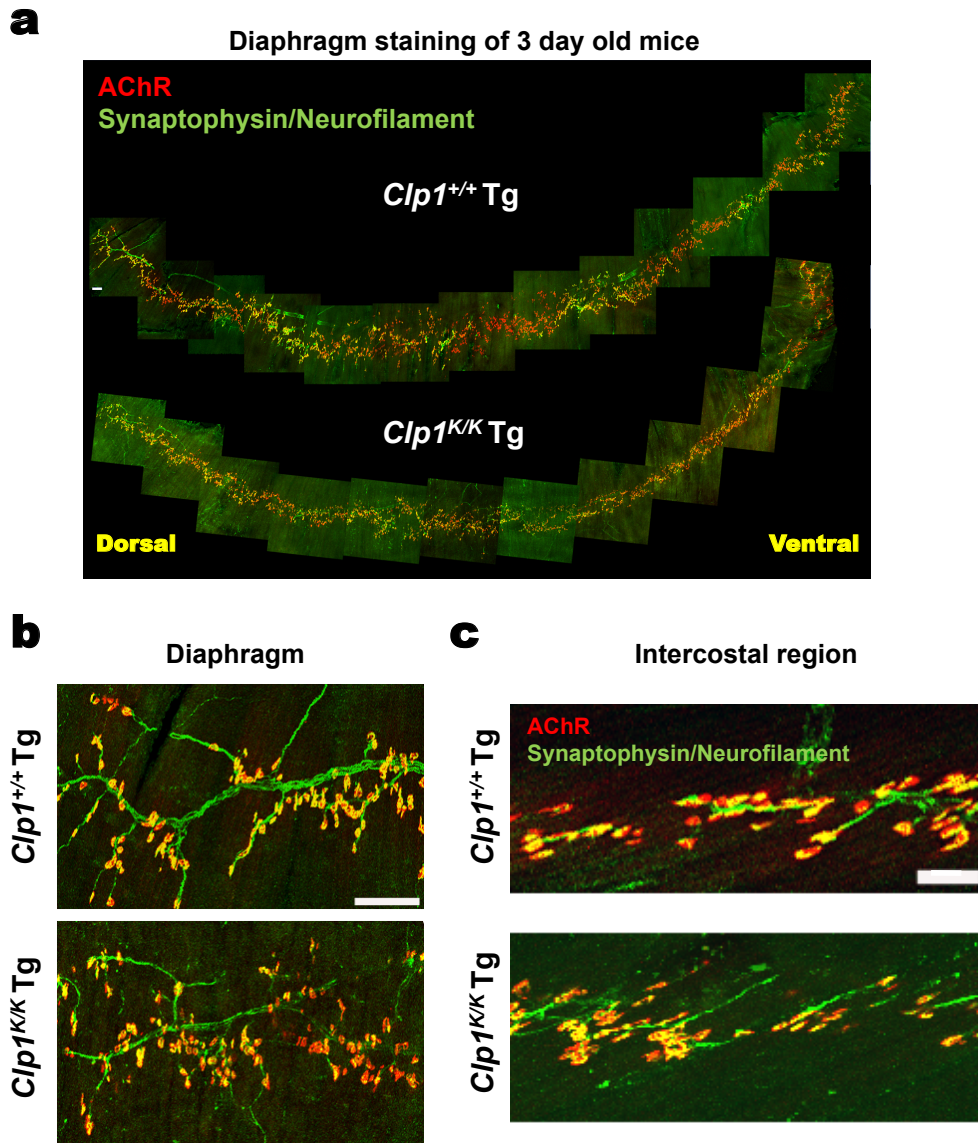 a
Diaphragm staining of 3 day old mice
AChR
Synaptophysin/Neurofilament
Clp1+/+ Tg
Clp1K/K Tg
Dorsal
Ventral
b
Diaphragm
Clp1+/+ Tg
Clp1K/K Tg
c
Intercostal region
AChR
Synaptophysin/Neurofilament
Clp1+/+ Tg
Clp1K/K Tg